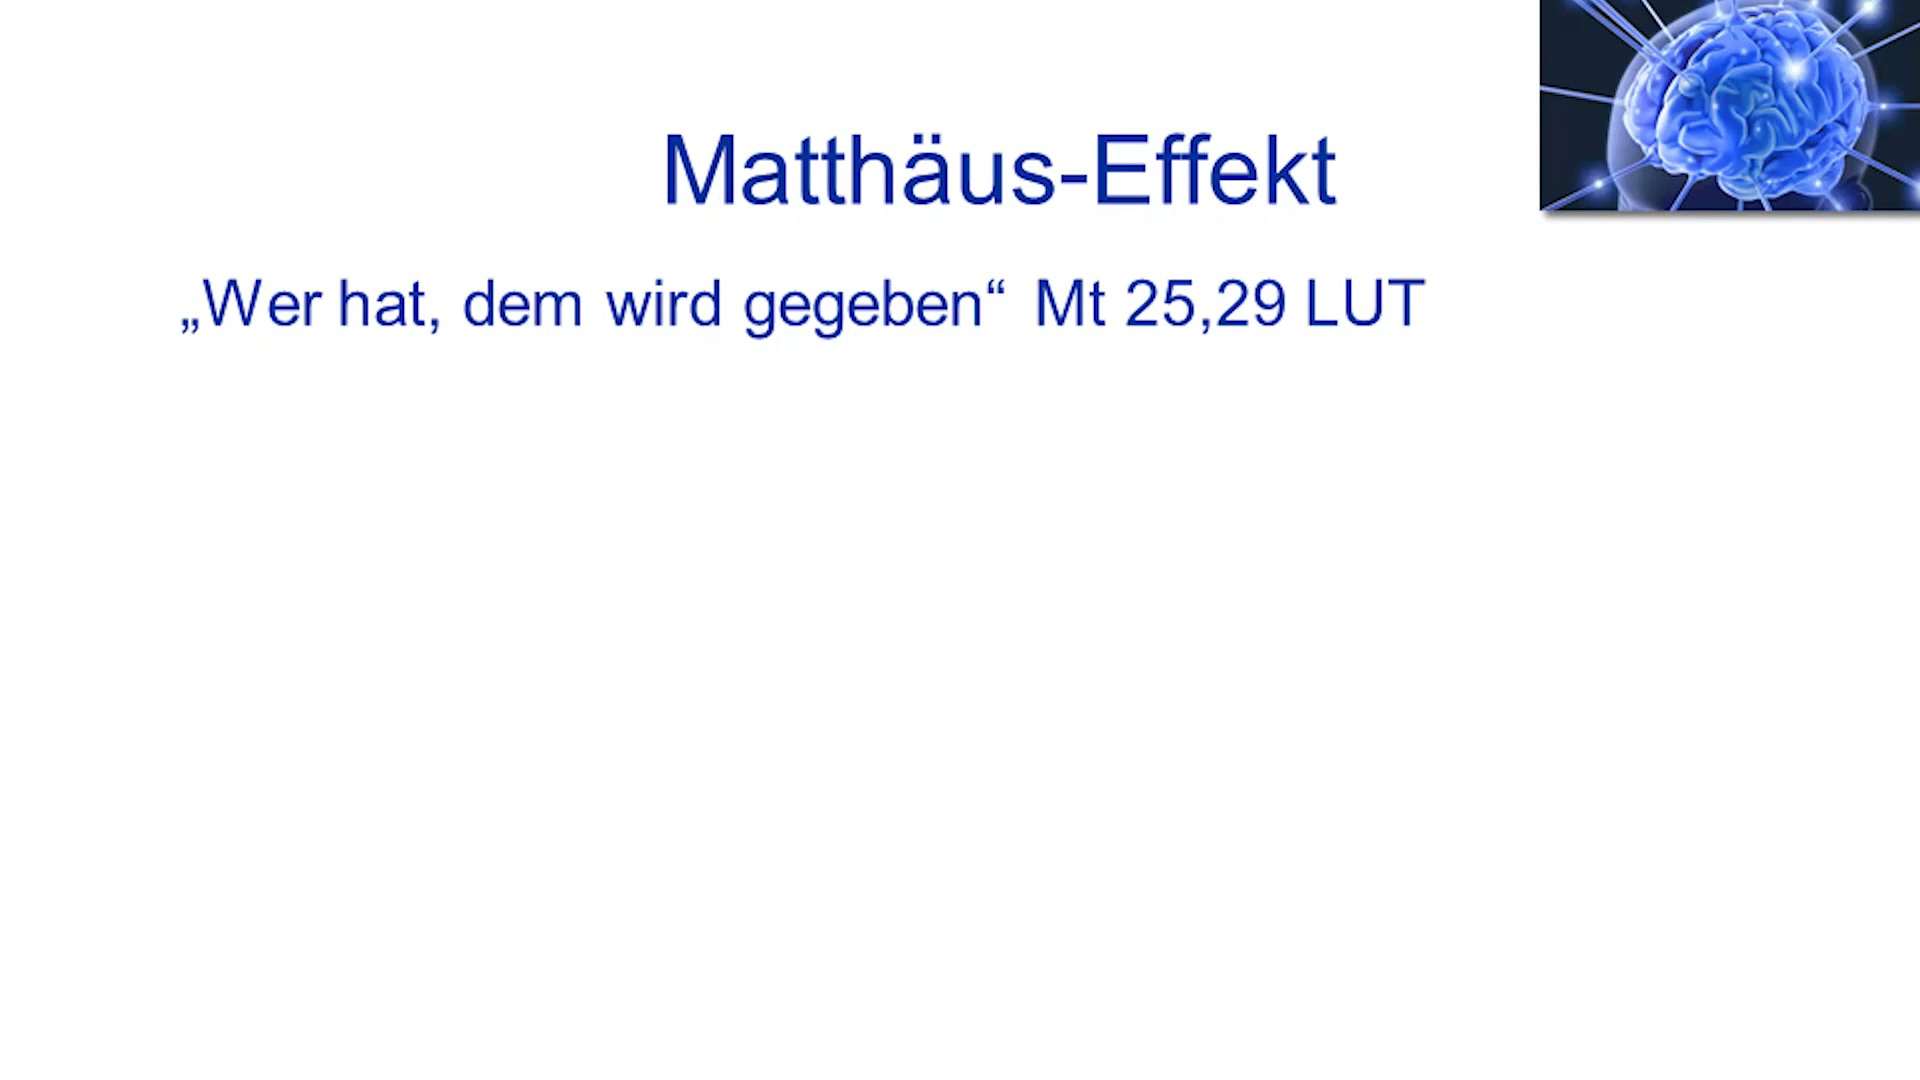 Matthäus-Effekt
„Wer hat, dem wird gegeben“ Mt 25,29 LUT